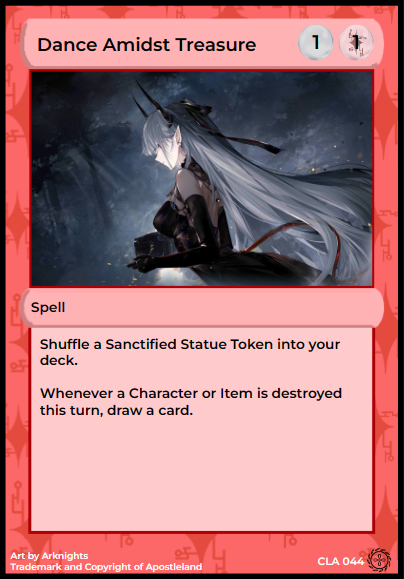 Dance Amidst Treasure 1 1
Spell
Shuffle a Sanctified Statue Token into your
deck.
Whenever a Character or Item is destroyed
this turn, draw a card.
Art by Arknights
Trademark and Copyright of Apostleland
CLA 044